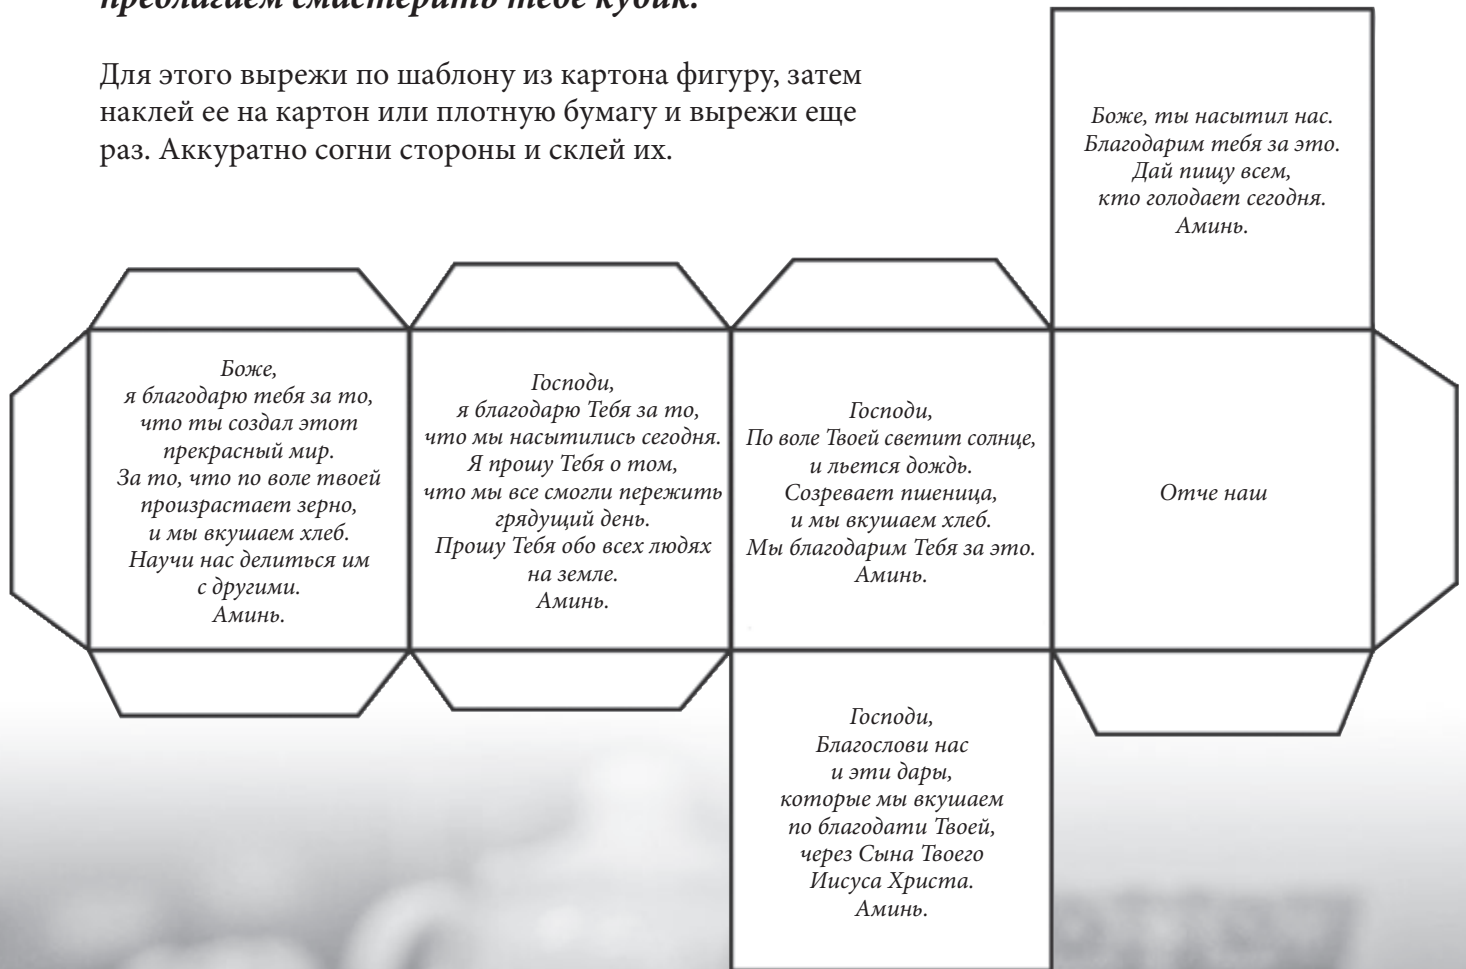 предлагаем смастерить тебе кубик.
Для этого вырежи по шаблону из картона фигуру, затем
наклей ее на картон или плотную бумагу и вырежи еще
раз. Аккуратно согни стороны и склей их.
Боже, ты насытил нас.
Благодарим тебя за это.
Дай пищу всем,
кто голодает сегодня.
Аминь.
Боже,
я благодарю тебя за то,
что ты создал этот
прекрасный мир.
За то, что по воле твоей
произрастает зерно,
и мы вкушаем хлеб.
Научи нас делиться им
с другими.
Аминь.
Господи,
я благодарю Тебя за то,
что мы насытились сегодня.
Я прошу Тебя о том,
что мы все смогли пережить
грядущий день.
Прошу Тебя обо всех людях
на земле.
Аминь.
Господи,
По воле Твоей светит солнце,
и льется дождь.
Созревает пшеница,
и мы вкушаем хлеб.
Мы благодарим Тебя за это.
Аминь.
Отче наш
Господи,
Благослови нас
и эти дары,
которые мы вкушаем
по благодати Твоей,
через Сына Твоего
Иисуса Христа.
Аминь.